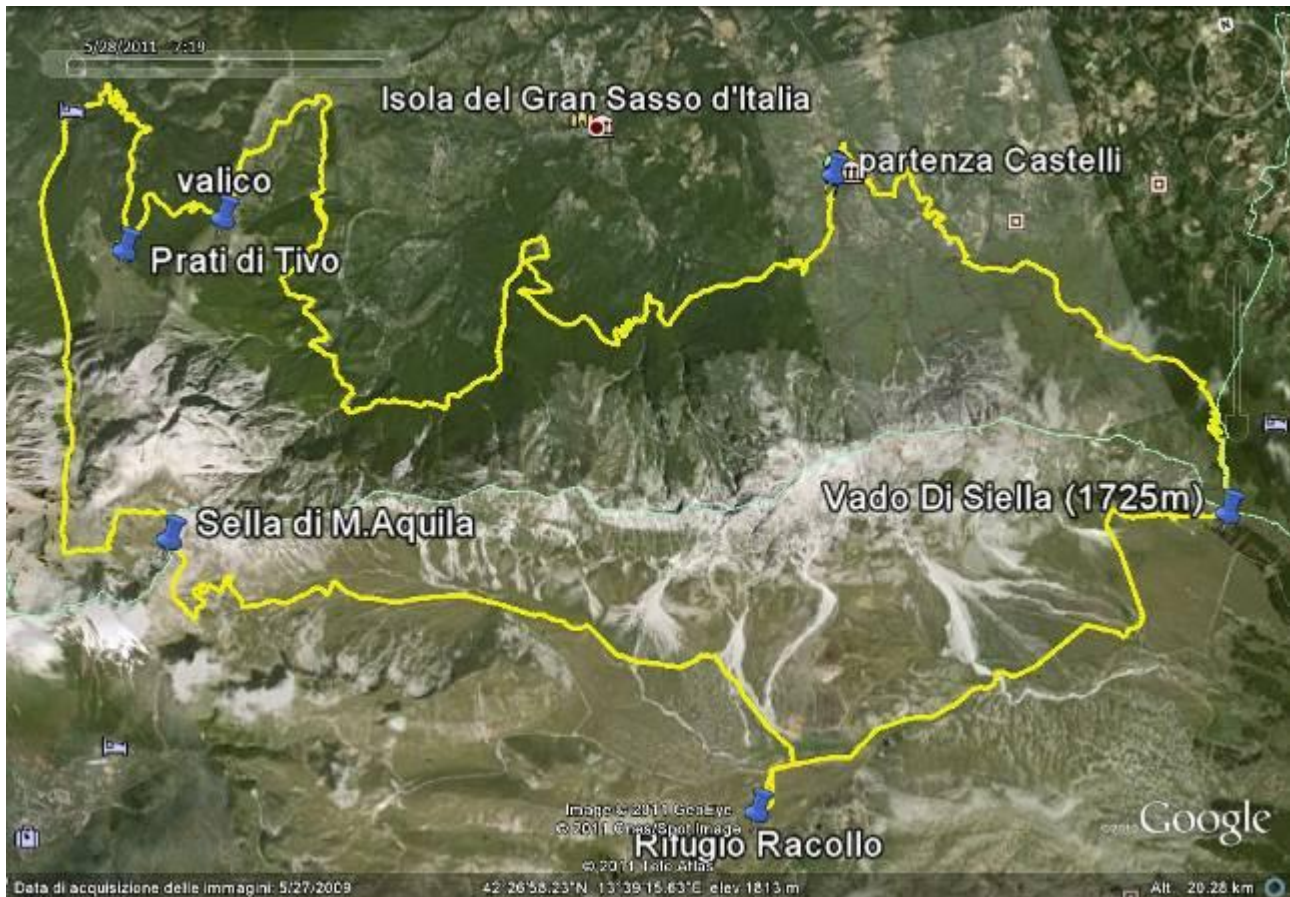 5/28/2011 7:19
Isola del Gran Sasso d'Italia
partenza Castelli
valico
Prati di Tivo
Vado Di Siella (1725m)
Sella di M.Aquila
Image © 2011 GeoEye
© 2011 Cnes/Spot Image
Rifugio Racollo
© 2011 Tele Atlas
©2010 Google
Data di acquisizione delle immagini: 5/27/2009 42°26'58.23"N 13°39'15.63"E elev 1813 m Alt 20.28 km